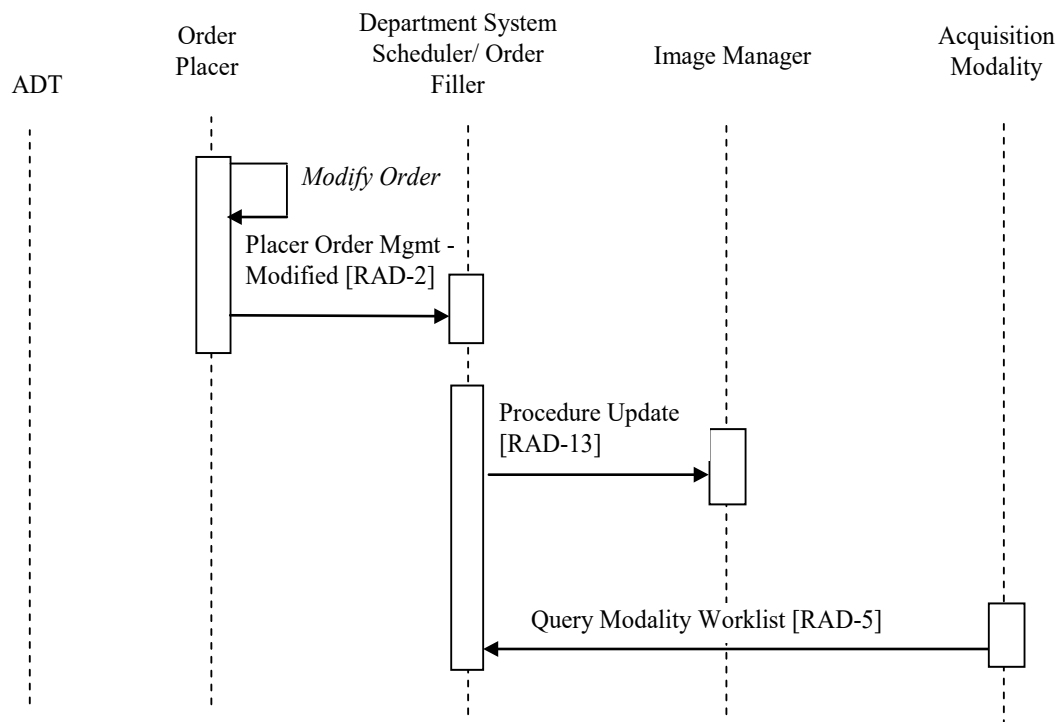 ADT
Order
Placer
Department System
Scheduler/ Order
Filler
Image Manager
Acquisition
Modality
Modify Order
Placer Order Mgmt -
Modified [RAD-2]
Procedure Update
[RAD-13]
Query Modality Worklist [RAD-5]